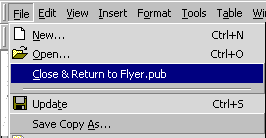 File Edit View Insert Format Tools Table
New... Ctrl+N
Open... Ctrl+O
Close & Return to Flyer.pub
Update Ctrl+S
Save Copy As...